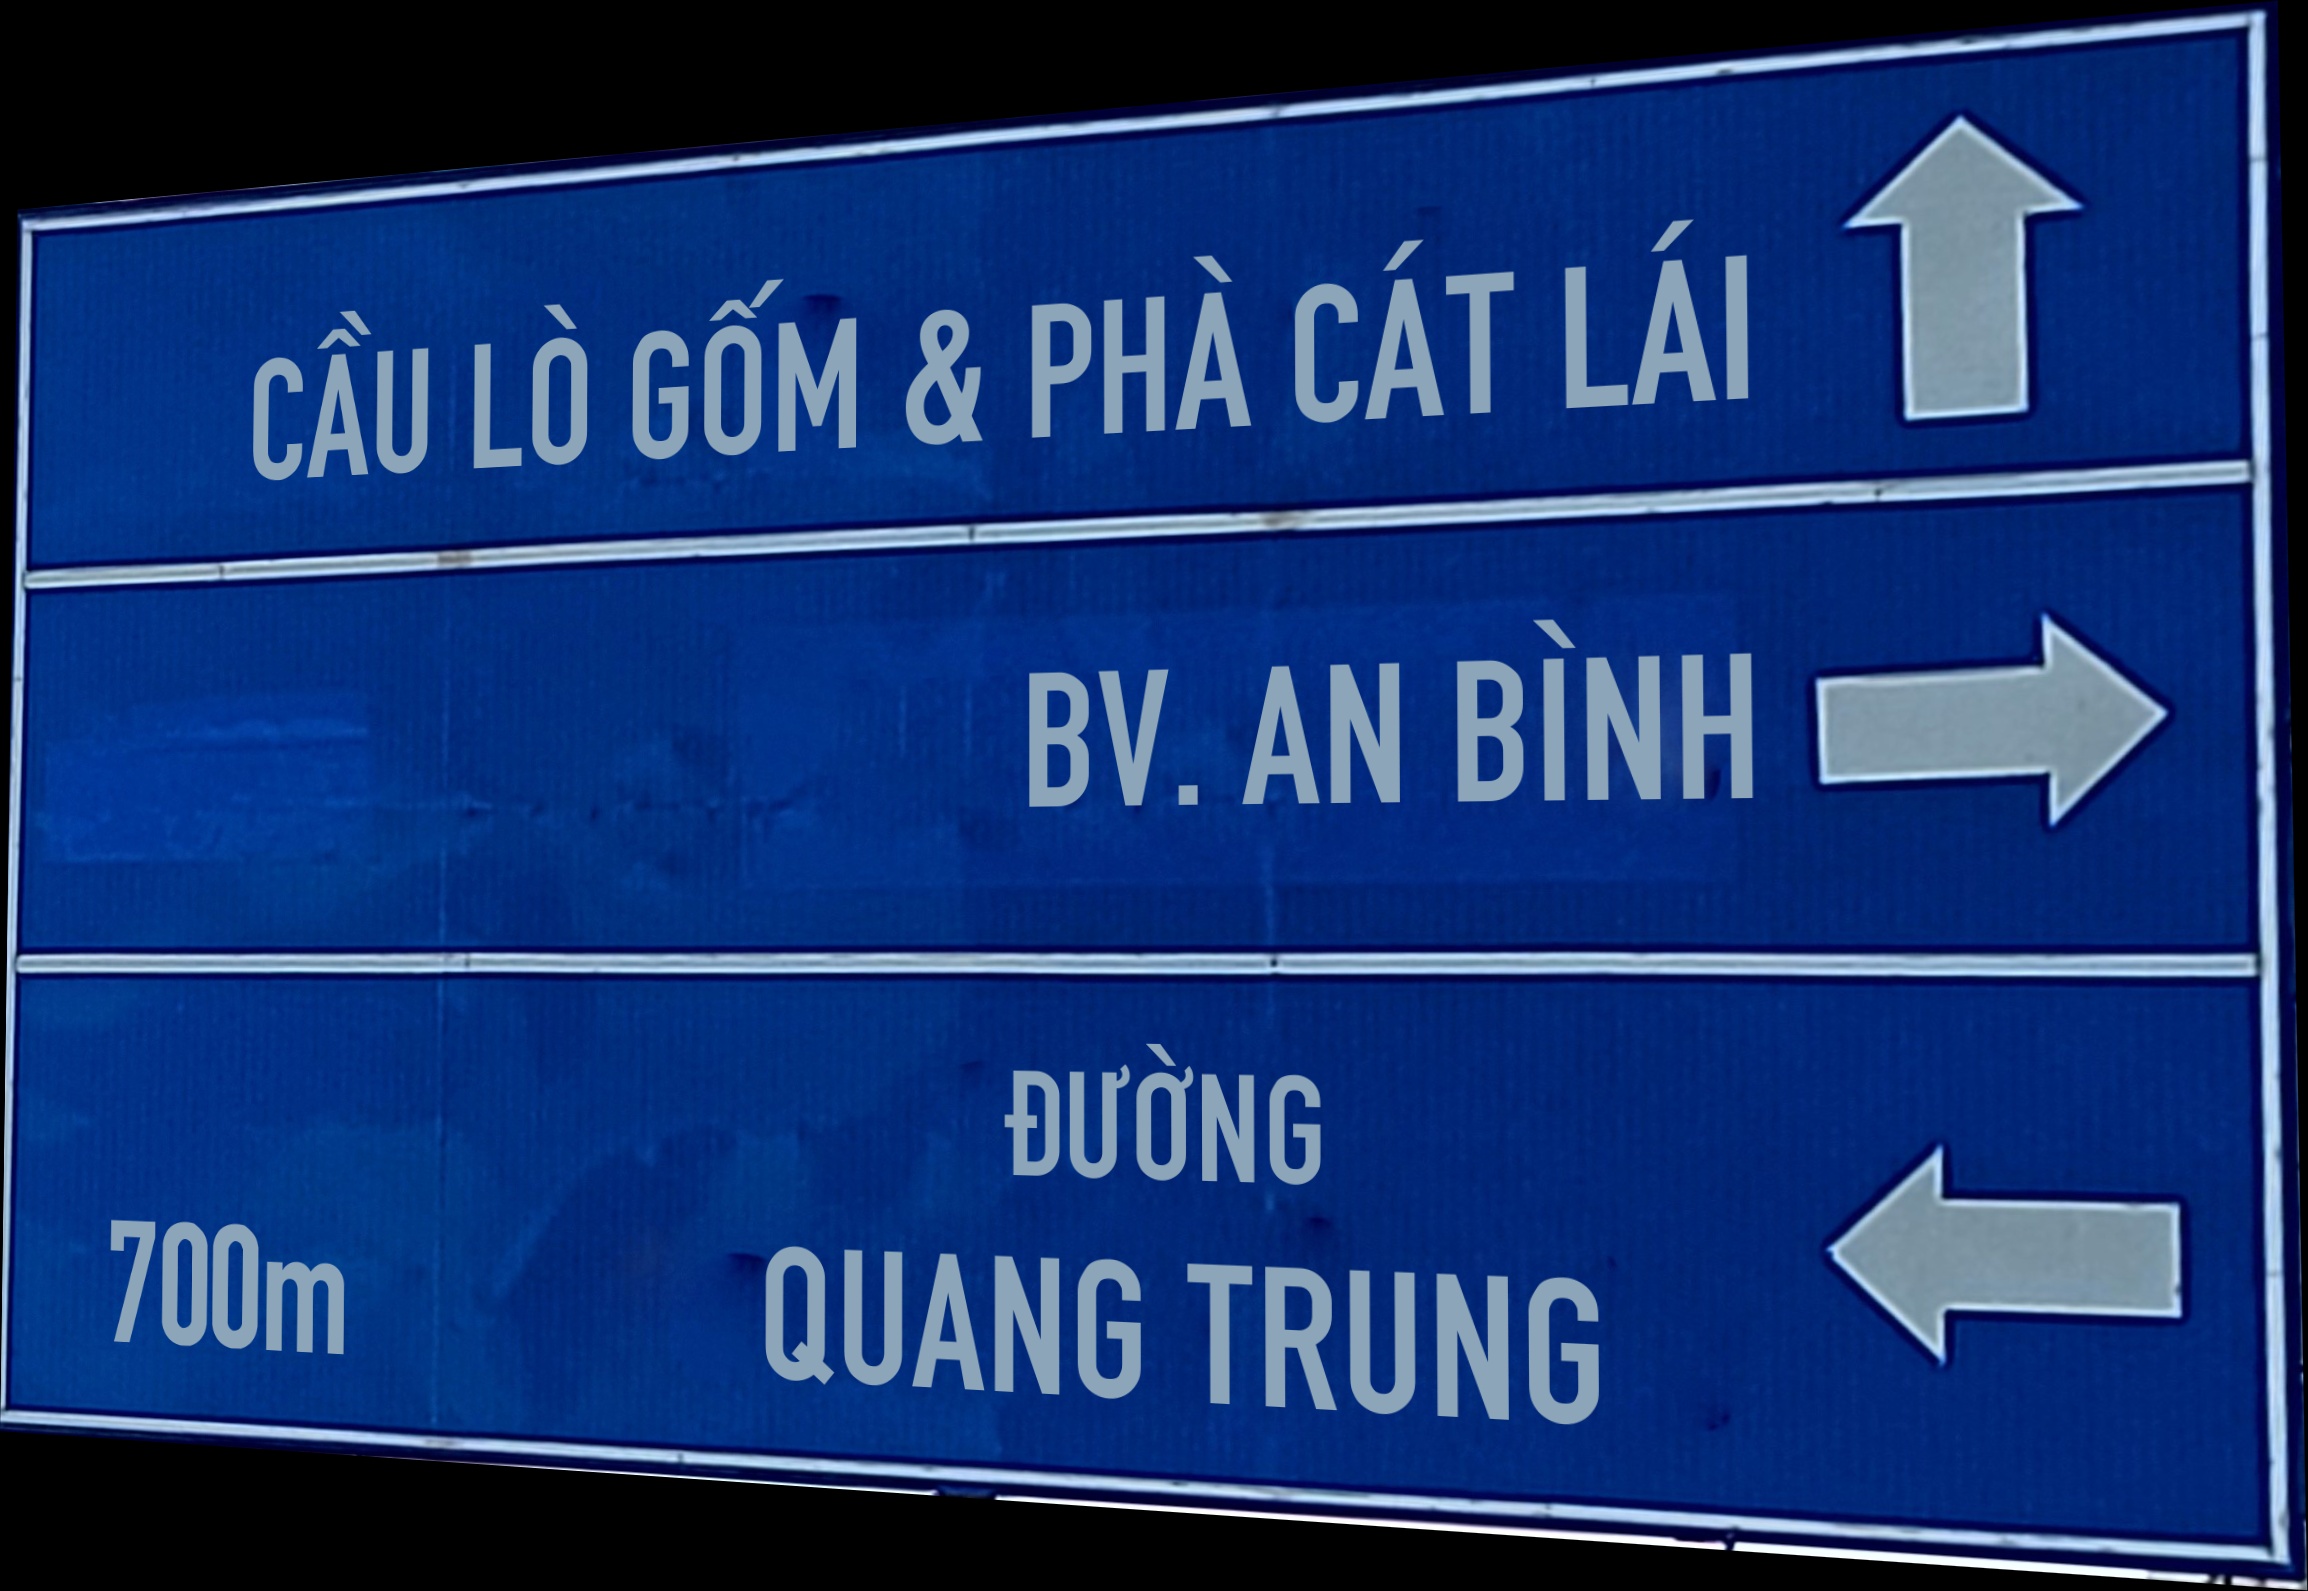 CẦU LÒ GỐM & PHÀ CÁT LÁI
BV. AN BÌNH
ĐƯỜNG
QUANG TRUNG
700m